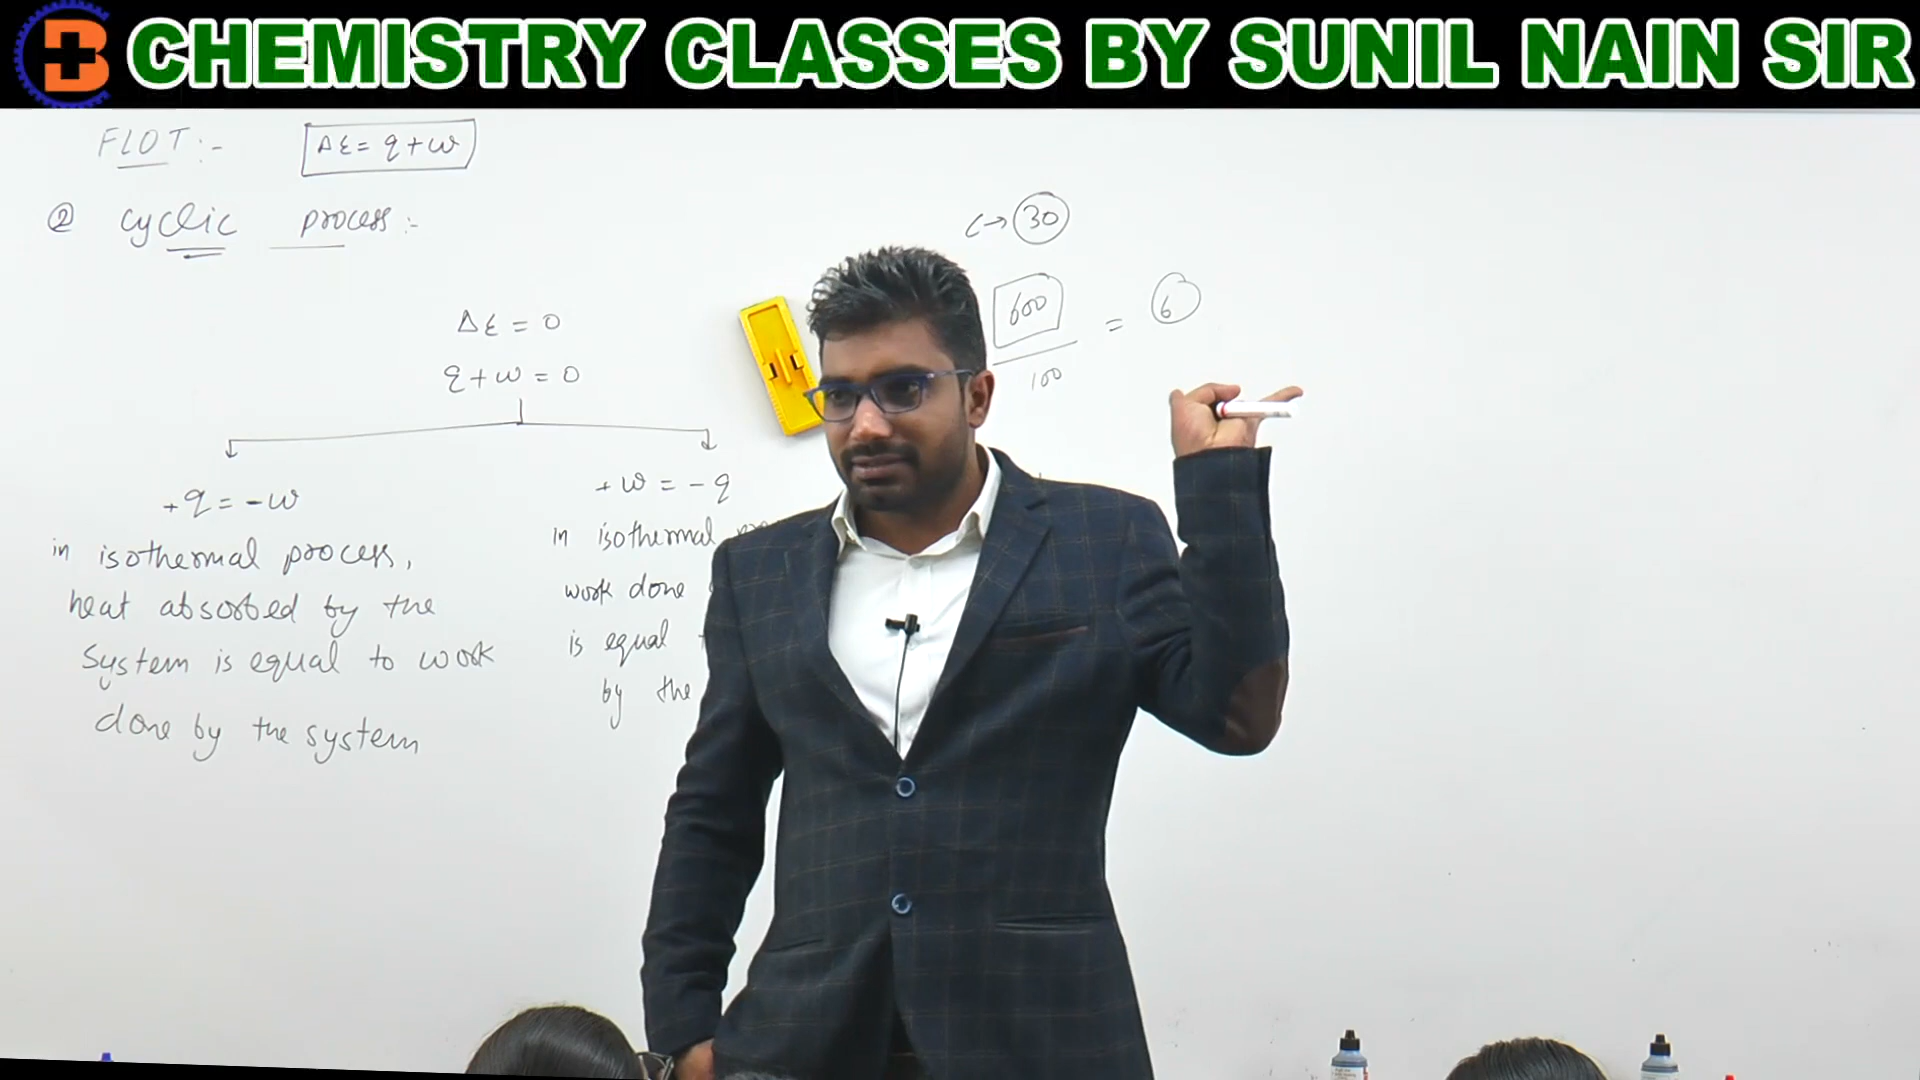 CHEMISTRY CLASSES BY SUNIL NAIN SIR
FLOT:-
ΔE = q + w
② cyclic process :-
ΔE = 0
q + w = 0
+q = -w
in isothermal process,
heat absorbed by the
system is equal to work
done by the system
+w = -q
in isothermal
work done
is equal
by the
30
600
100
= 6